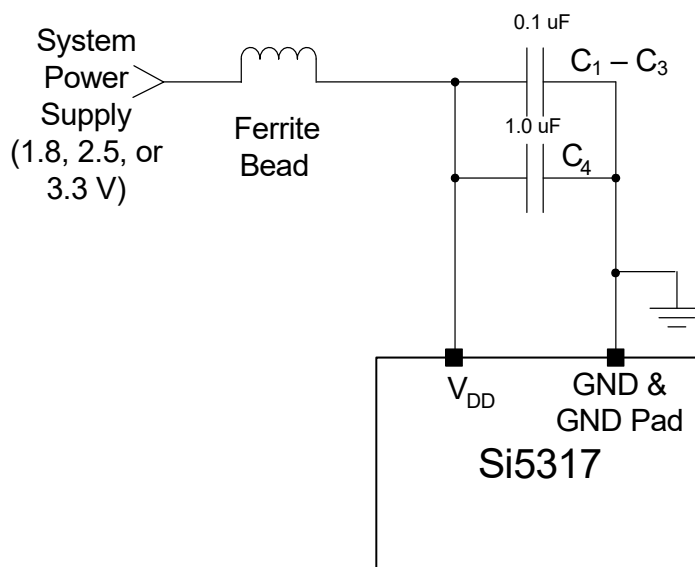 System
Power
Supply
(1.8, 2.5, or
3.3 V)
Ferrite
Bead
0.1 uF
C₁ – C₃
1.0 uF
C₄
V_DD
GND &
GND Pad
Si5317